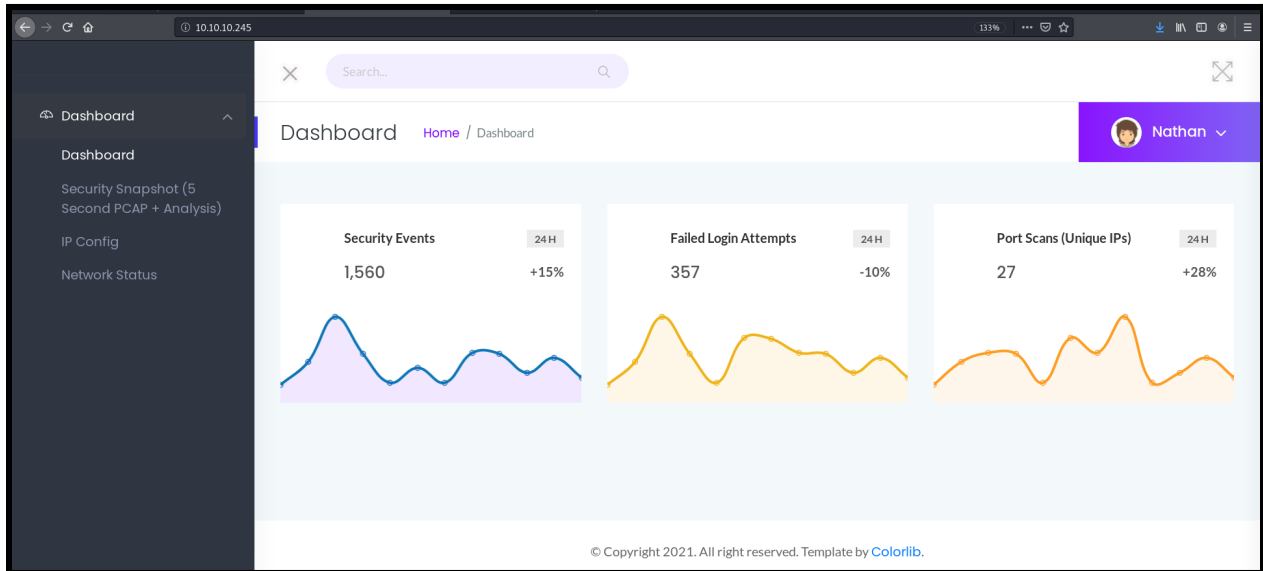 10.10.10.245
133%
Search...
Dashboard
Dashboard
Security Snapshot (5
Second PCAP + Analysis)
IP Config
Network Status
Dashboard Home / Dashboard
Nathan
Security Events 24 H
1,560 +15%
Failed Login Attempts 24 H
357 -10%
Port Scans (Unique IPs) 24 H
27 +28%
© Copyright 2021. All right reserved. Template by Colorlib.